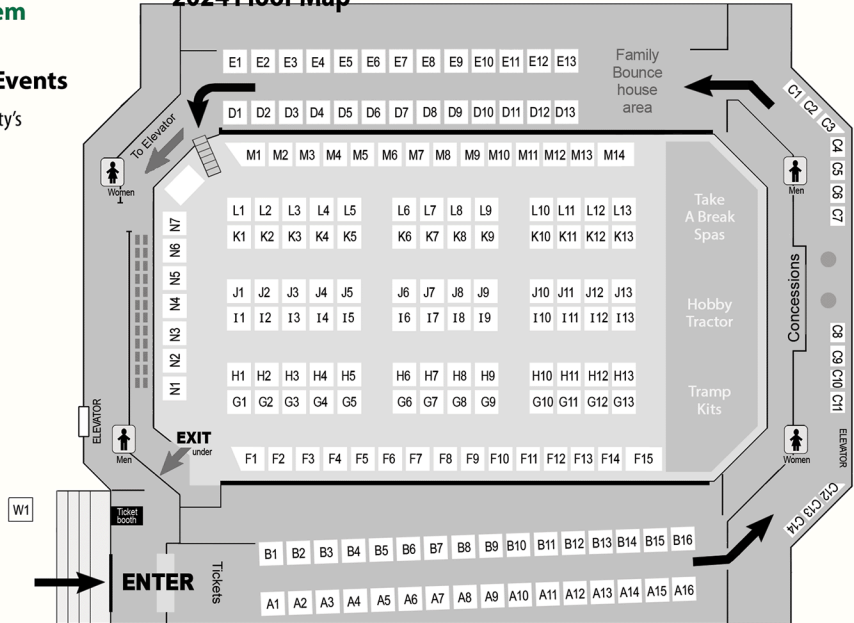 em
2024 Floor Map
Events
ty's
E1 E2 E3 E4 E5 E6 E7 E8 E9 E10 E11 E12 E13
Family
Bounce
house
area
D1 D2 D3 D4 D5 D6 D7 D8 D9 D10 D11 D12 D13
C1
C2
C3
C4
C5
C6
C7
To Elevator
Women
Men
M1 M2 M3 M4 M5 M6 M7 M8 M9 M10 M11 M12 M13 M14
L1 L2 L3 L4 L5 L6 L7 L8 L9 L10 L11 L12 L13
K1 K2 K3 K4 K5 K6 K7 K8 K9 K10 K11 K12 K13
Take
A Break
Spas
N7
N6
N5
N4
N3
N2
N1
J1 J2 J3 J4 J5 J6 J7 J8 J9 J10 J11 J12 J13
I1 I2 I3 I4 I5 I6 I7 I8 I9 I10 I11 I12 I13
Hobby
Tractor
Concessions
C8
C9
C10
C11
H1 H2 H3 H4 H5 H6 H7 H8 H9 H10 H11 H12 H13
G1 G2 G3 G4 G5 G6 G7 G8 G9 G10 G11 G12 G13
Tramp
Kits
ELEVATOR
Men
EXIT
under
F1 F2 F3 F4 F5 F6 F7 F8 F9 F10 F11 F12 F13 F14 F15
Women
ELEVATOR
C12
C13
C14
W1
Ticket
booth
B1 B2 B3 B4 B5 B6 B7 B8 B9 B10 B11 B12 B13 B14 B15 B16
ENTER
Tickets
A1 A2 A3 A4 A5 A6 A7 A8 A9 A10 A11 A12 A13 A14 A15 A16